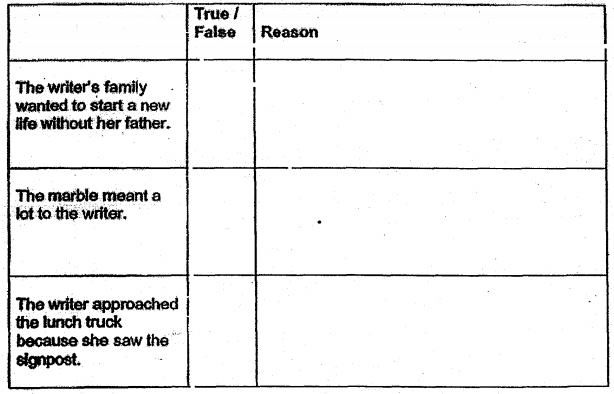 True /
False
Reason
The writer's family
wanted to start a new
life without her father.
The marble meant a
lot to the writer.
The writer approached
the lunch truck
because she saw the
signpost.